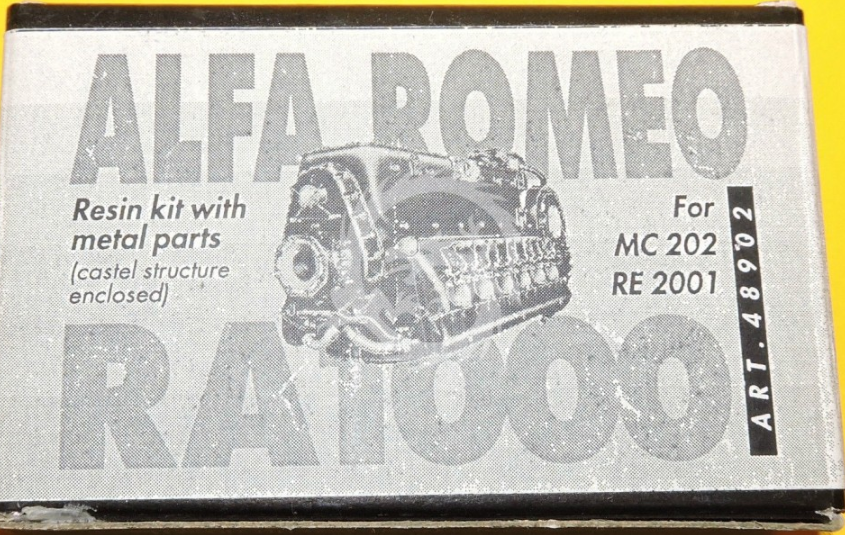 ALFA ROMEO
Resin kit with
metal parts
(castel structure
enclosed)
For
MC 202
RE 2001
ART. 48902
RA1000